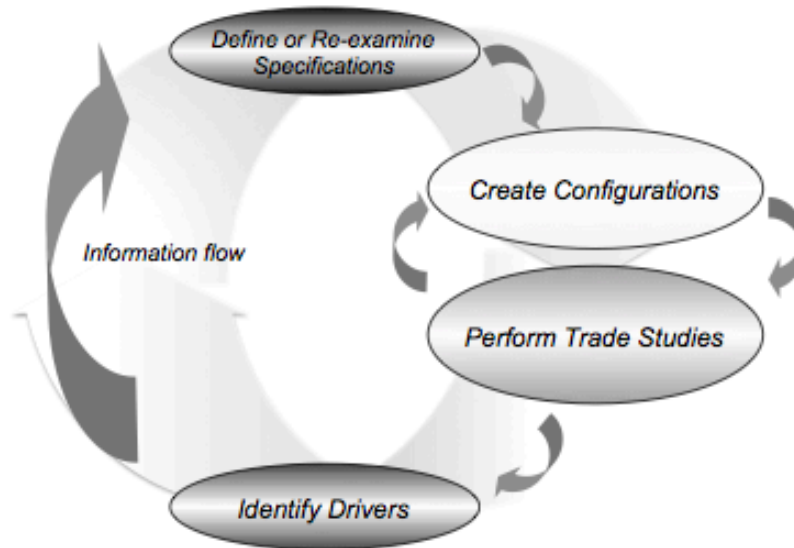 Define or Re-examine
Specifications
Create Configurations
Information flow
Perform Trade Studies
Identify Drivers